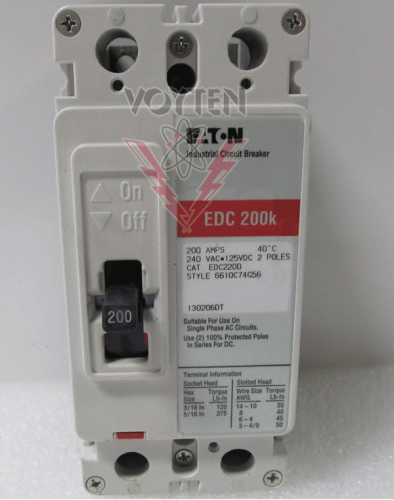 VOYTEN
EATON
Industrial Circuit Breaker
On
Off
EDC 200k
200 AMPS 40°C
240 VAC•125VDC 2 POLES
CAT EDC2200
STYLE 6610C74G56
130206DT
200
Suitable For Use On
Single Phase AC Circuits.
Use (2) 100% Protected Poles
In Series For DC.
Terminal Information
Socket Head Slotted Head
Hex Torque Wire Size Torque
Size Lb-In AWG Lb-In
3/16 In 120 14-10 35
5/16 In 275 8 40
6-4 45
3-4/0 50